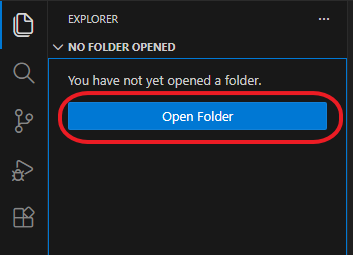 EXPLORER
NO FOLDER OPENED
You have not yet opened a folder.
Open Folder